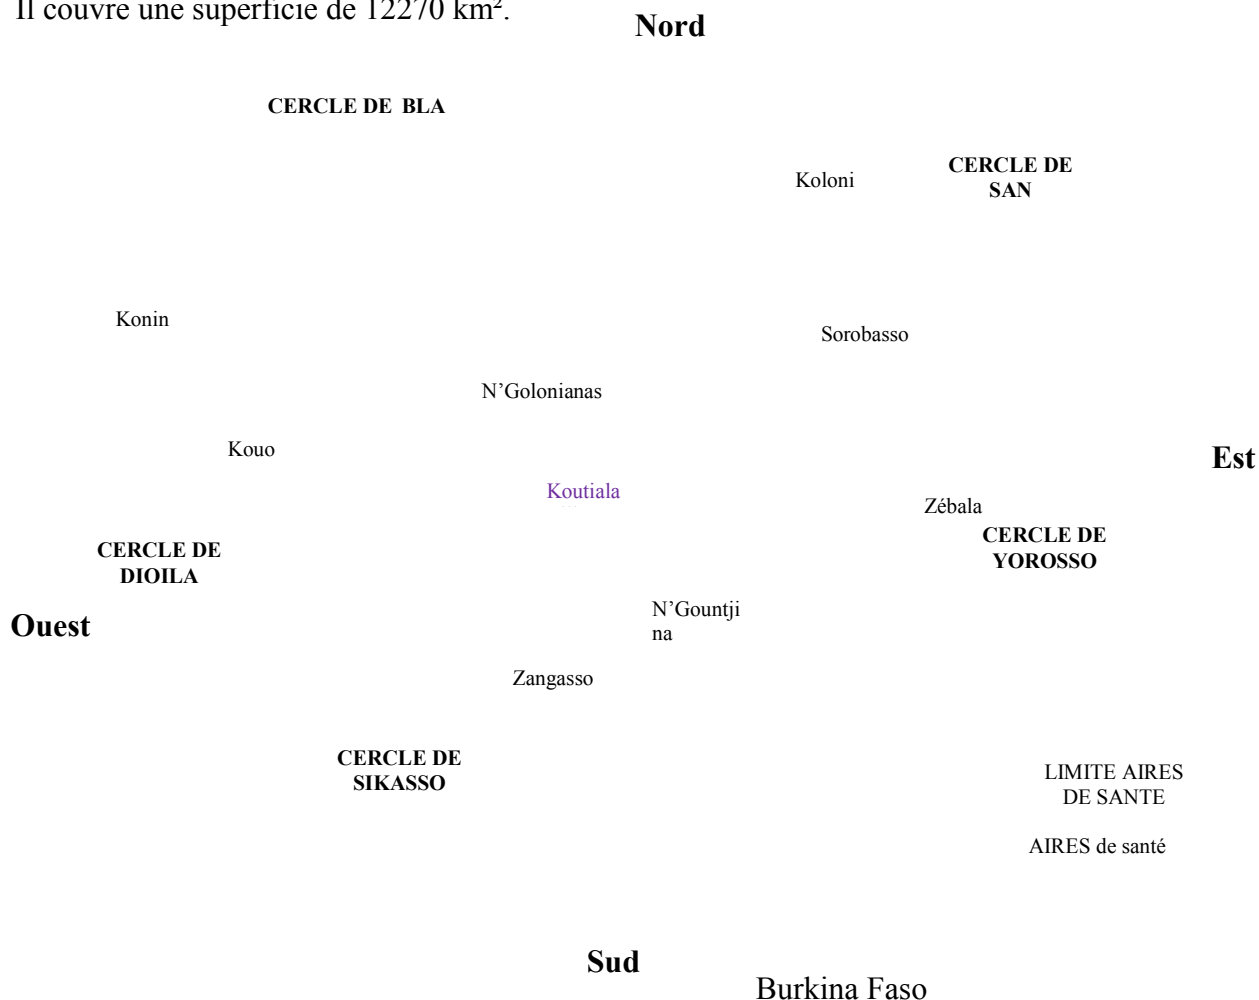 Il couvre une superficie de 12270 km².
Nord
CERCLE DE BLA
CERCLE DE
SAN
Koloni
Konin
Sorobasso
N’Golonianas
Kouo
Est
Koutiala
Zébala
CERCLE DE
YOROSSO
CERCLE DE
DIOILA
Ouest
N’Gountji
na
Zangasso
CERCLE DE
SIKASSO
LIMITE AIRES
DE SANTE
AIRES de santé
Sud
Burkina Faso